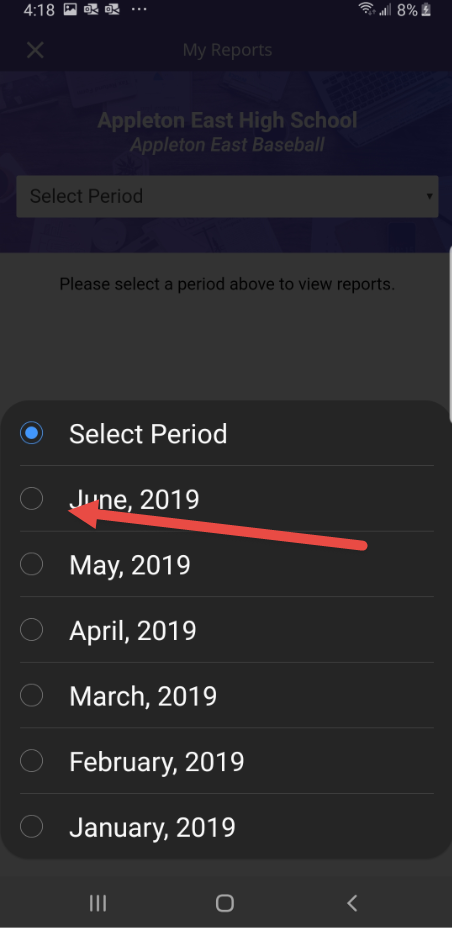 4:18 8%
My Reports
Appleton East High School
Appleton East Baseball
Select Period
Please select a period above to view reports.
Select Period
June, 2019
May, 2019
April, 2019
March, 2019
February, 2019
January, 2019